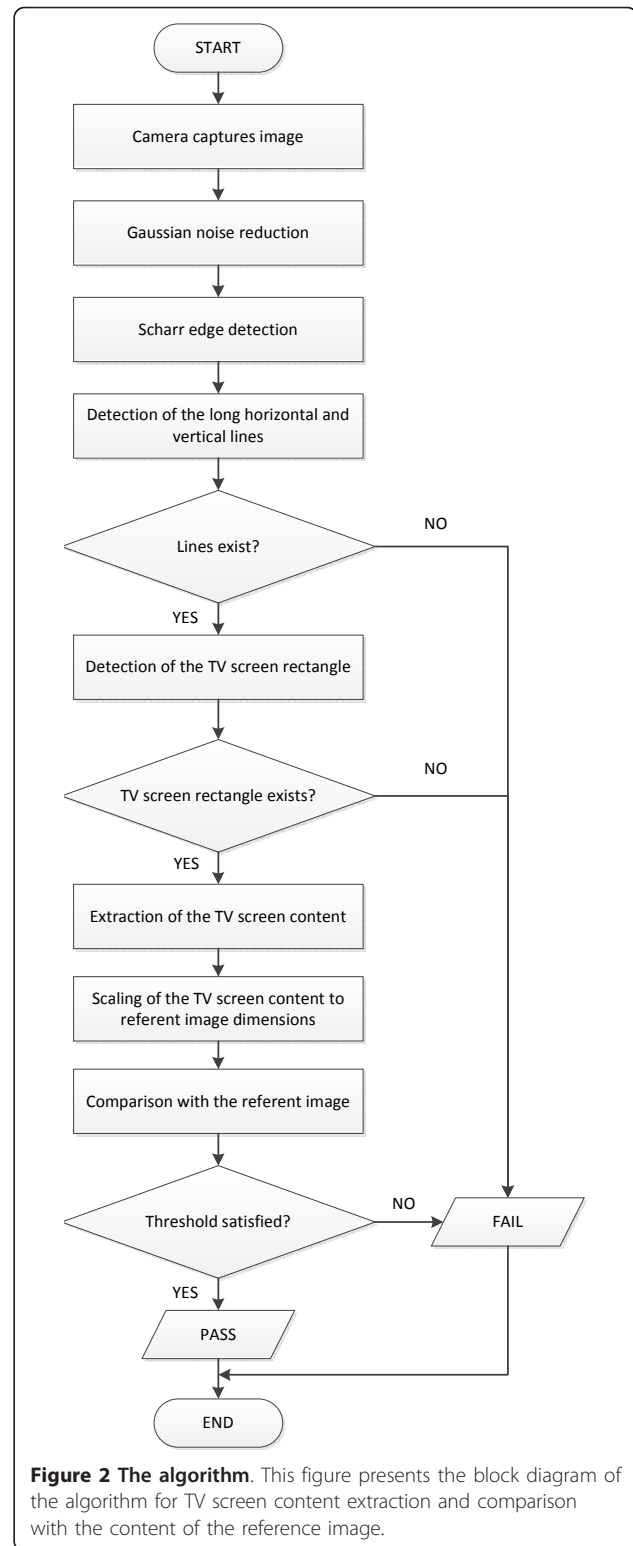 START
Camera captures image
Gaussian noise reduction
Scharr edge detection
Detection of the long horizontal and
vertical lines
Lines exist?
NO
YES
Detection of the TV screen rectangle
TV screen rectangle exists?
NO
YES
Extraction of the TV screen content
Scaling of the TV screen content to
referent image dimensions
Comparison with the referent image
Threshold satisfied?
NO
FAIL
YES
PASS
END
Figure 2 The algorithm. This figure presents the block diagram of
the algorithm for TV screen content extraction and comparison
with the content of the reference image.